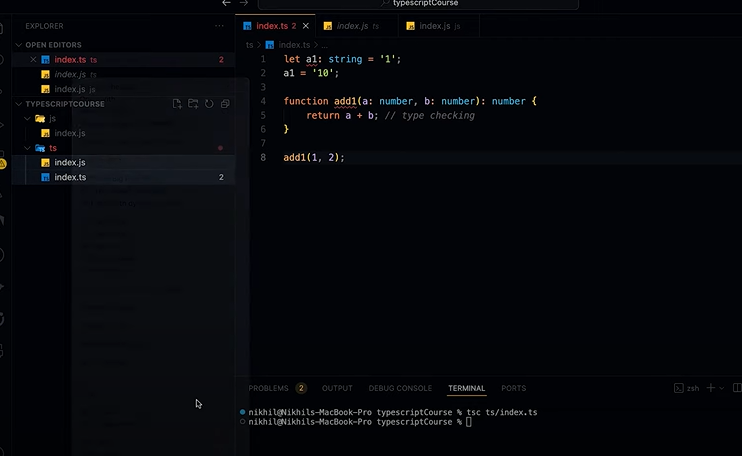 typescriptCourse
EXPLORER
index.ts 2
index.js ts
index.js js
OPEN EDITORS
ts > index.ts > ...
index.ts ts 2
index.js ts
index.js js
TYPESCRIPTCOURSE
js
index.js
ts
index.js
index.ts 2
1 let a1: string = '1';
2 a1 = '10';
3
4 function add1(a: number, b: number): number {
5 return a + b; // type checking
6 }
7
8 add1(1, 2);
PROBLEMS 2 OUTPUT DEBUG CONSOLE TERMINAL PORTS
zsh
nikhil@Nikhils-MacBook-Pro typescriptCourse % tsc ts/index.ts
nikhil@Nikhils-MacBook-Pro typescriptCourse %